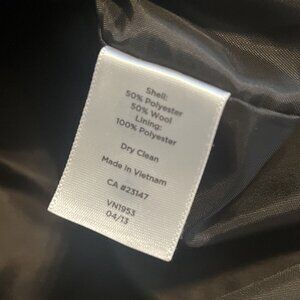 Shell:
50% Polyester
50% Wool
Lining:
100% Polyester
Dry Clean
Made in Vietnam
CA #23147
VN1953
04/13